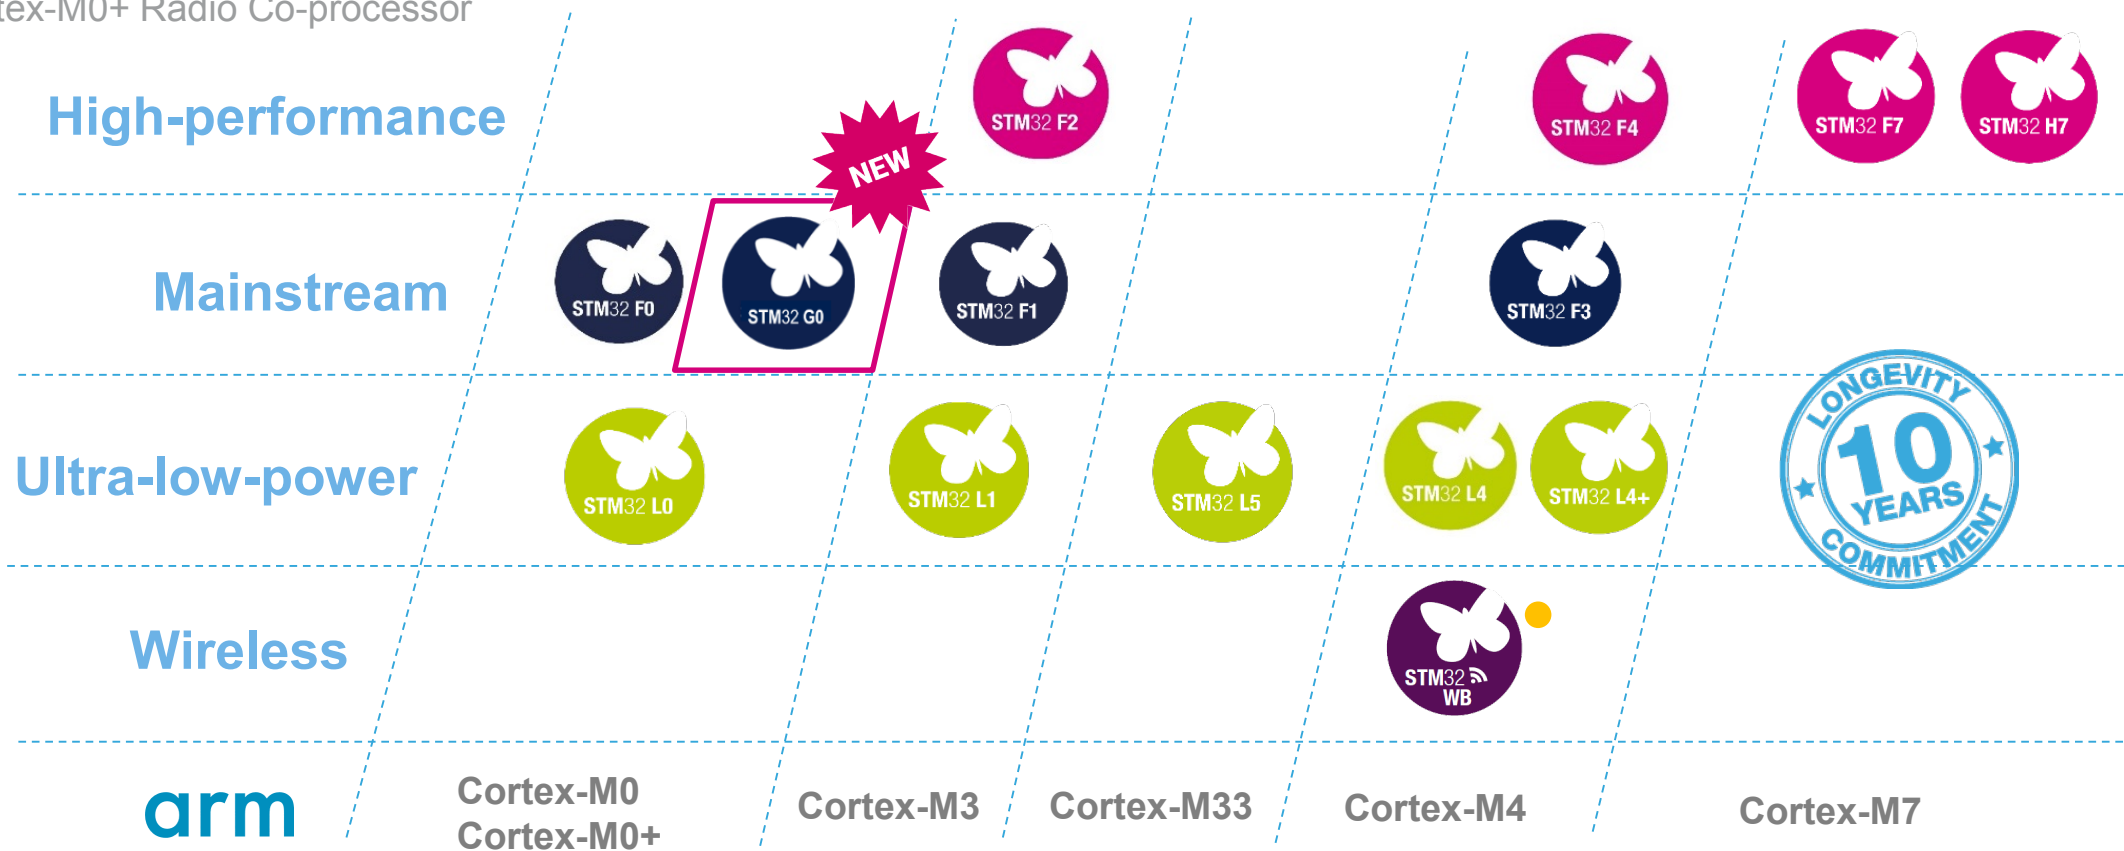 tex-M0+ Radio Co-processor
High-performance
STM32 F2
STM32 F4
STM32 F7
STM32 H7
NEW
Mainstream
STM32 F0
STM32 G0
STM32 F1
STM32 F3
Ultra-low-power
STM32 L0
STM32 L1
STM32 L5
STM32 L4
STM32 L4+
LONGEVITY
10
YEARS
COMMITMENT
Wireless
STM32
WB
arm
Cortex-M0
Cortex-M0+
Cortex-M3
Cortex-M33
Cortex-M4
Cortex-M7